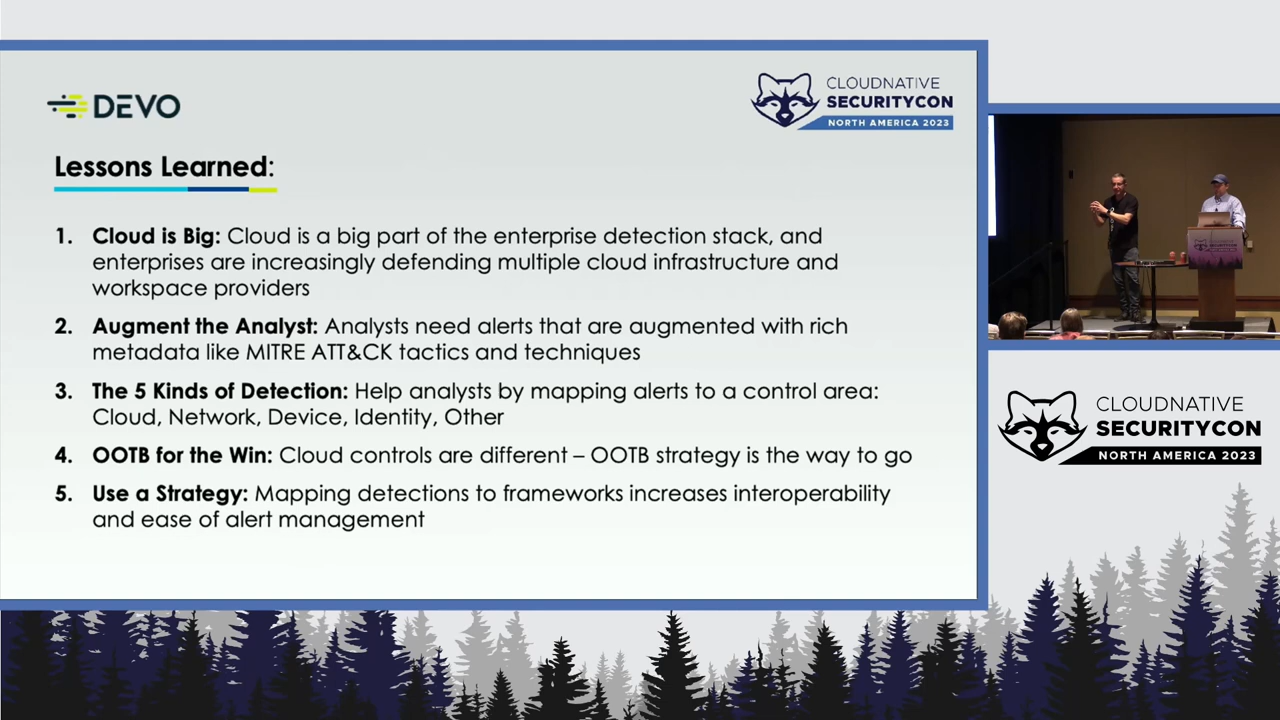 DEVO
CLOUDNATIVE
SECURITYCON
NORTH AMERICA 2023
Lessons Learned:
1. Cloud is Big: Cloud is a big part of the enterprise detection stack, and
enterprises are increasingly defending multiple cloud infrastructure and
workspace providers
2. Augment the Analyst: Analysts need alerts that are augmented with rich
metadata like MITRE ATT&CK tactics and techniques
3. The 5 Kinds of Detection: Help analysts by mapping alerts to a control area:
Cloud, Network, Device, Identity, Other
4. OOTB for the Win: Cloud controls are different – OOTB strategy is the way to go
5. Use a Strategy: Mapping detections to frameworks increases interoperability
and ease of alert management
CLOUDNATIVE
SECURITYCON
NORTH AMERICA 2023